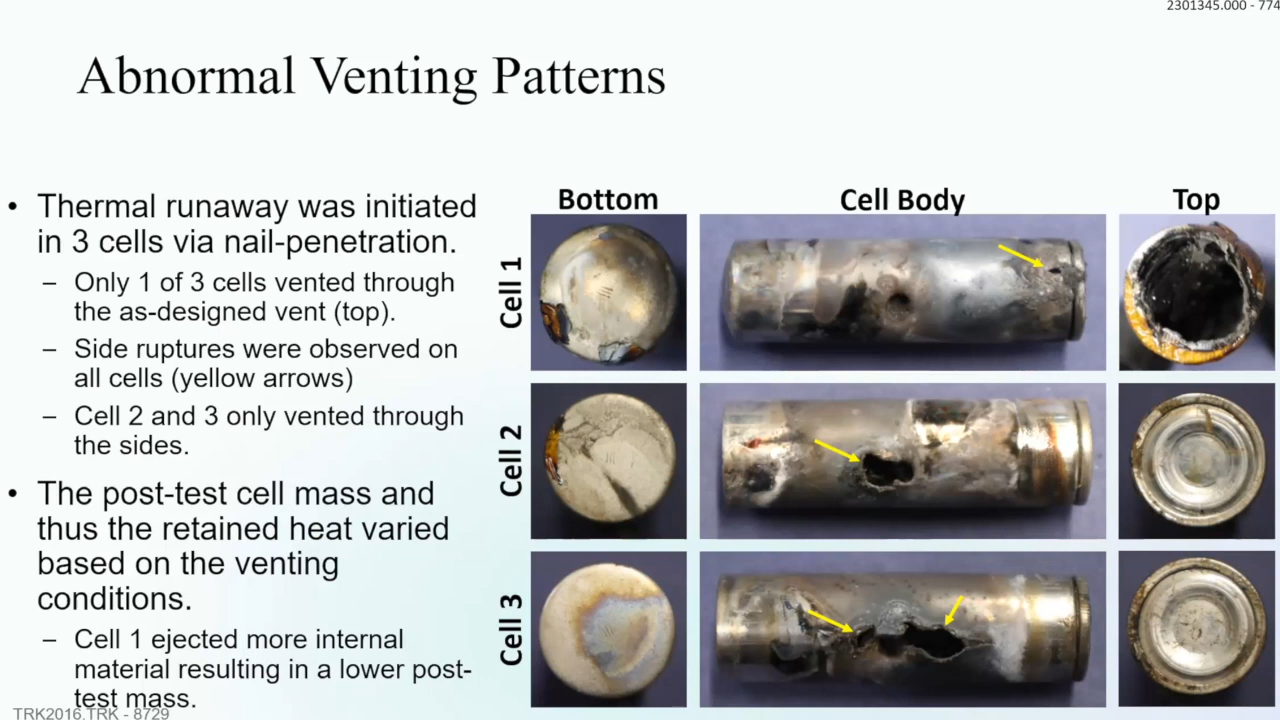 2301345.000 - 774
Abnormal Venting Patterns
• Thermal runaway was initiated
in 3 cells via nail-penetration.
– Only 1 of 3 cells vented through
the as-designed vent (top).
– Side ruptures were observed on
all cells (yellow arrows)
– Cell 2 and 3 only vented through
the sides.
• The post-test cell mass and
thus the retained heat varied
based on the venting
conditions.
– Cell 1 ejected more internal
material resulting in a lower post-
test mass.
Bottom
Cell Body
Top
Cell 1
Cell 2
Cell 3
TRK2016.TRK - 8729